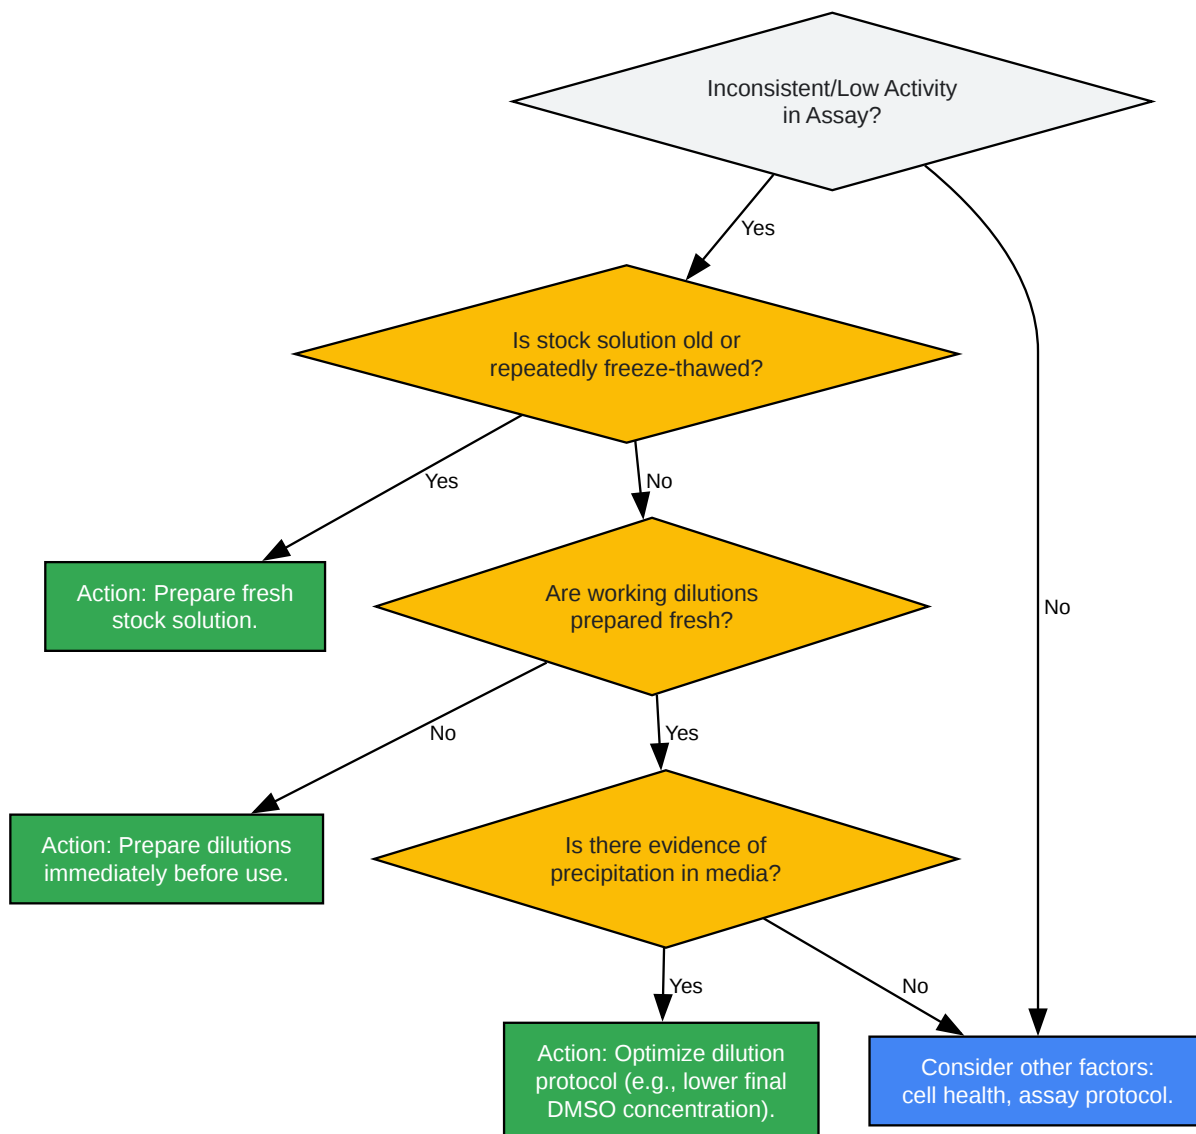 Inconsistent/Low Activity
in Assay?
Yes
Is stock solution old or
repeatedly freeze-thawed?
Yes
No
Action: Prepare fresh
stock solution.
Are working dilutions
prepared fresh?
No
No
Yes
Action: Prepare dilutions
immediately before use.
Is there evidence of
precipitation in media?
Yes
No
Action: Optimize dilution
protocol (e.g., lower final
DMSO concentration).
Consider other factors:
cell health, assay protocol.